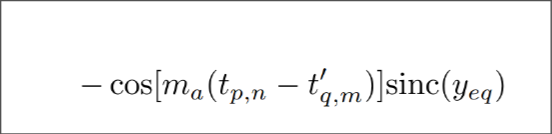 − cos[m_a(t_{p,n} − t′_{q,m})]sinc(y_{eq})